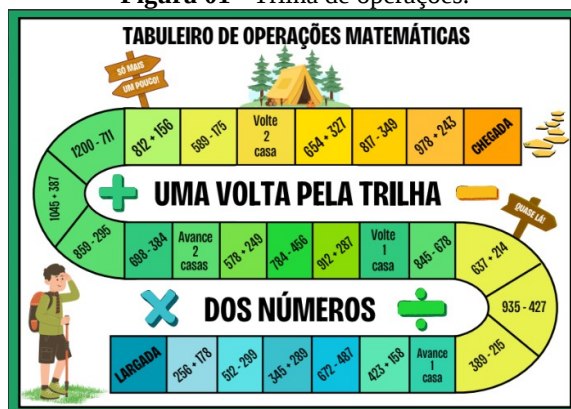 Figura 01 - Trilha de operações.
TABULEIRO DE OPERAÇÕES MATEMÁTICAS
SÓ MAIS
UM POUCO!
1200 - 711
812 + 156
589 - 175
Volte
2
casa
654 + 327
817 - 349
978 + 243
CHEGADA
1045 + 387
UMA VOLTA PELA TRILHA
QUASE LÁ!
859 - 295
698 - 384
Avance
2
casas
578 + 249
784 - 456
912 + 287
Volte
1
casa
845 - 678
637 + 214
935 - 427
DOS NÚMEROS
389 - 215
LARGADA
256 + 178
512 - 299
345 + 289
672 - 487
423 + 158
Avance
1
casa